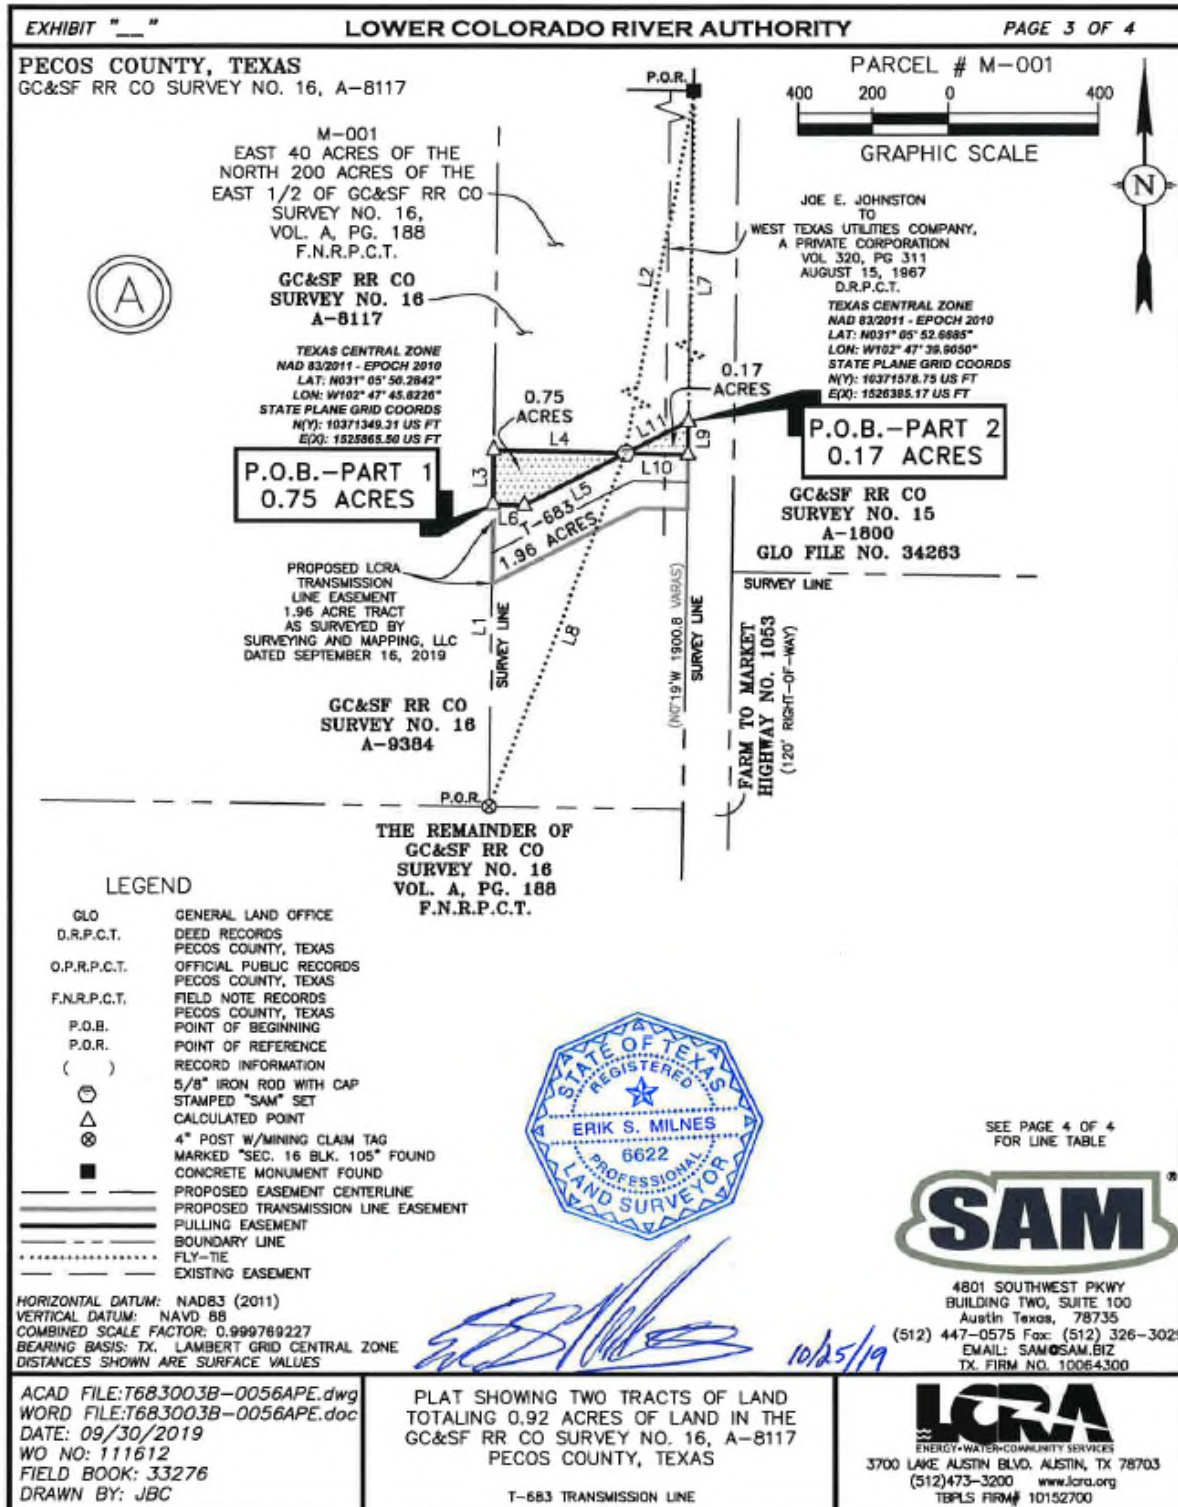 EXHIBIT "__"
LOWER COLORADO RIVER AUTHORITY
PAGE 3 OF 4
PECOS COUNTY, TEXAS
GC&SF RR CO SURVEY NO. 16, A-8117
PARCEL # M-001
400 200 0 400
GRAPHIC SCALE
N
P.O.R.
M-001
EAST 40 ACRES OF THE
NORTH 200 ACRES OF THE
EAST 1/2 OF GC&SF RR CO
SURVEY NO. 16,
VOL. A, PG. 188
F.N.R.P.C.T.
A
GC&SF RR CO
SURVEY NO. 16
A-8117
JOE E. JOHNSTON
TO
WEST TEXAS UTILITIES COMPANY,
A PRIVATE CORPORATION
VOL 320, PG 311
AUGUST 15, 1967
D.R.P.C.T.
TEXAS CENTRAL ZONE
NAD 83/2011 - EPOCH 2010
LAT: N031° 05' 52.6685"
LON: W102° 47' 39.9050"
STATE PLANE GRID COORDS
N(Y): 10371578.75 US FT
E(X): 1526385.17 US FT
TEXAS CENTRAL ZONE
NAD 83/2011 - EPOCH 2010
LAT: N031° 05' 50.2842"
LON: W102° 47' 45.8226"
STATE PLANE GRID COORDS
N(Y): 10371349.31 US FT
E(X): 1525865.50 US FT
L2
L7
0.17
ACRES
0.75
ACRES
L4
L11
L9
L10
L3
L5
L6
P.O.B.-PART 1
0.75 ACRES
P.O.B.-PART 2
0.17 ACRES
T-683
1.96 ACRES
GC&SF RR CO
SURVEY NO. 15
A-1800
GLO FILE NO. 34263
SURVEY LINE
PROPOSED LCRA
TRANSMISSION
LINE EASEMENT
1.96 ACRE TRACT
AS SURVEYED BY
SURVEYING AND MAPPING, LLC
DATED SEPTEMBER 16, 2019
L1
SURVEY LINE
L8
(N0°19'W 1900.8 VARAS)
SURVEY LINE
FARM TO MARKET
HIGHWAY NO. 1053
(120' RIGHT-OF-WAY)
GC&SF RR CO
SURVEY NO. 16
A-9384
P.O.R.
THE REMAINDER OF
GC&SF RR CO
SURVEY NO. 16
VOL. A, PG. 188
F.N.R.P.C.T.
LEGEND
GLO GENERAL LAND OFFICE
D.R.P.C.T. DEED RECORDS
PECOS COUNTY, TEXAS
O.P.R.P.C.T. OFFICIAL PUBLIC RECORDS
PECOS COUNTY, TEXAS
F.N.R.P.C.T. FIELD NOTE RECORDS
PECOS COUNTY, TEXAS
P.O.B. POINT OF BEGINNING
P.O.R. POINT OF REFERENCE
( ) RECORD INFORMATION
5/8" IRON ROD WITH CAP
STAMPED "SAM" SET
CALCULATED POINT
4" POST W/MINING CLAIM TAG
MARKED "SEC. 16 BLK. 105" FOUND
CONCRETE MONUMENT FOUND
PROPOSED EASEMENT CENTERLINE
PROPOSED TRANSMISSION LINE EASEMENT
PULLING EASEMENT
BOUNDARY LINE
FLY-TIE
EXISTING EASEMENT
STATE OF TEXAS
REGISTERED
ERIK S. MILNES
6622
PROFESSIONAL
LAND SURVEYOR
10/25/19
SEE PAGE 4 OF 4
FOR LINE TABLE
SAM®
4801 SOUTHWEST PKWY
BUILDING TWO, SUITE 100
Austin Texas, 78735
(512) 447-0575 Fax: (512) 326-3029
EMAIL: SAM@SAM.BIZ
TX. FIRM NO. 10064300
HORIZONTAL DATUM: NAD83 (2011)
VERTICAL DATUM: NAVD 88
COMBINED SCALE FACTOR: 0.999769227
BEARING BASIS: TX. LAMBERT GRID CENTRAL ZONE
DISTANCES SHOWN ARE SURFACE VALUES
ACAD FILE:T683003B-0056APE.dwg
WORD FILE:T683003B-0056APE.doc
DATE: 09/30/2019
WO NO: 111612
FIELD BOOK: 33276
DRAWN BY: JBC
PLAT SHOWING TWO TRACTS OF LAND
TOTALING 0.92 ACRES OF LAND IN THE
GC&SF RR CO SURVEY NO. 16, A-8117
PECOS COUNTY, TEXAS
T-683 TRANSMISSION LINE
LCRA
ENERGY•WATER•COMMUNITY SERVICES
3700 LAKE AUSTIN BLVD. AUSTIN, TX 78703
(512)473-3200 www.lcra.org
TBPLS FIRM# 10152700